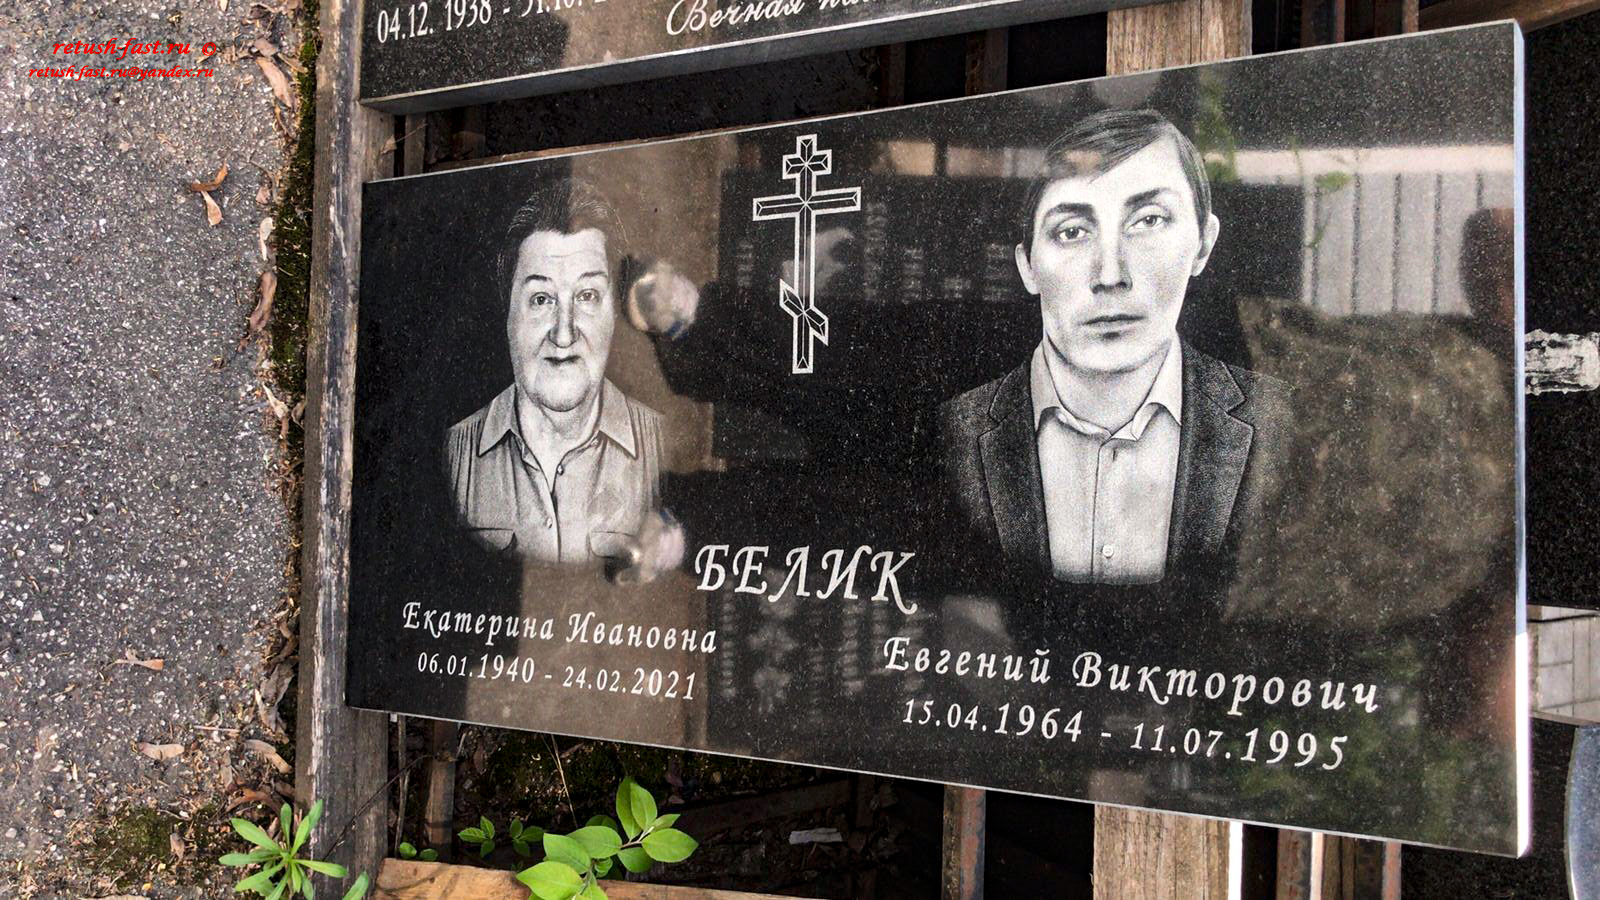 retush-fast.ru ©
retush-fast.ru@yandex.ru
04.12. 1938 -
Вечная
БЕЛИК
Екатерина Ивановна
06.01.1940 - 24.02.2021
Евгений Викторович
15.04.1964 - 11.07.1995